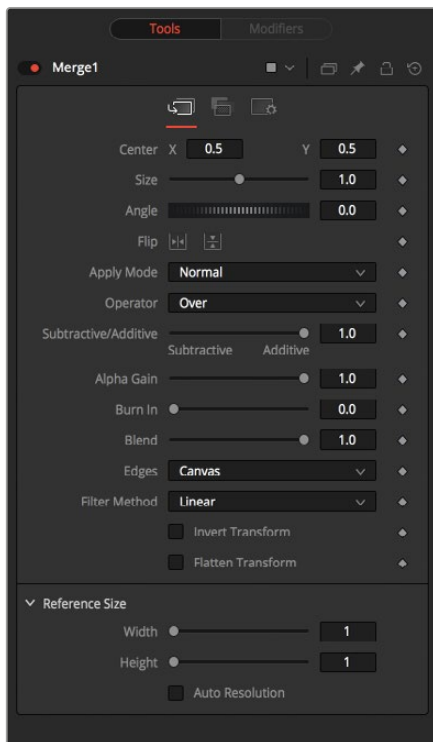 Tools Modifiers
Merge1
Center X 0.5 Y 0.5
Size 1.0
Angle 0.0
Flip
Apply Mode Normal
Operator Over
Subtractive/Additive 1.0
Subtractive Additive
Alpha Gain 1.0
Burn In 0.0
Blend 1.0
Edges Canvas
Filter Method Linear
Invert Transform
Flatten Transform
Reference Size
Width 1
Height 1
Auto Resolution